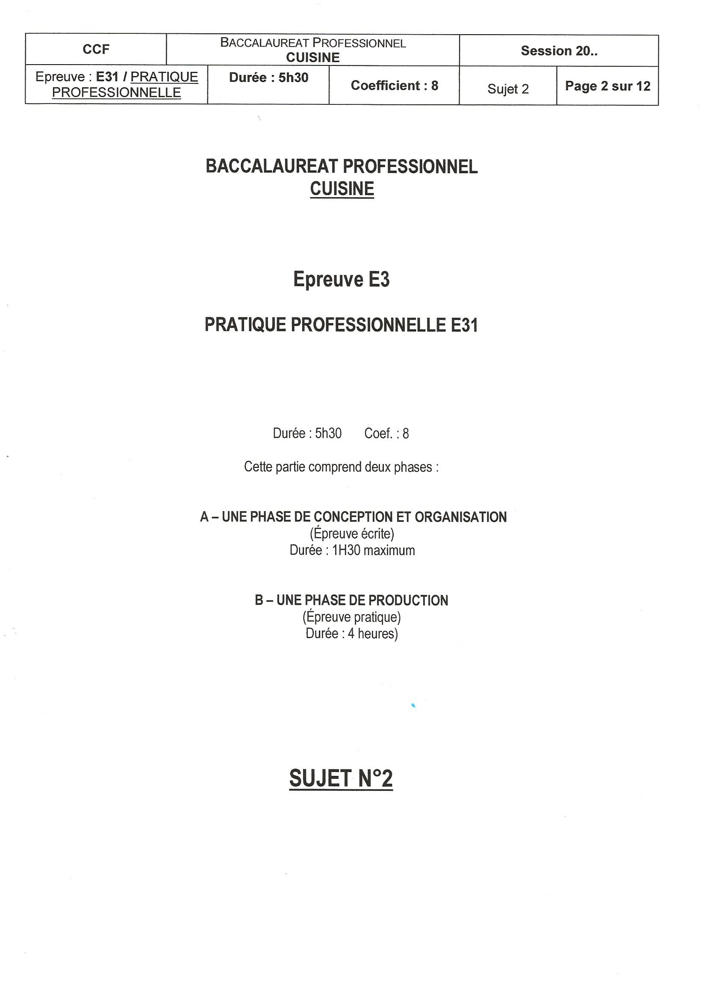 CCF
BACCALAUREAT PROFESSIONNEL
CUISINE
Session 20..
Epreuve : E31 / PRATIQUE
PROFESSIONNELLE
Durée : 5h30
Coefficient : 8
Sujet 2
Page 2 sur 12
BACCALAUREAT PROFESSIONNEL
CUISINE
Epreuve E3
PRATIQUE PROFESSIONNELLE E31
Durée : 5h30 Coef. : 8
Cette partie comprend deux phases :
A – UNE PHASE DE CONCEPTION ET ORGANISATION
(Épreuve écrite)
Durée : 1H30 maximum
B – UNE PHASE DE PRODUCTION
(Épreuve pratique)
Durée : 4 heures)
SUJET N°2